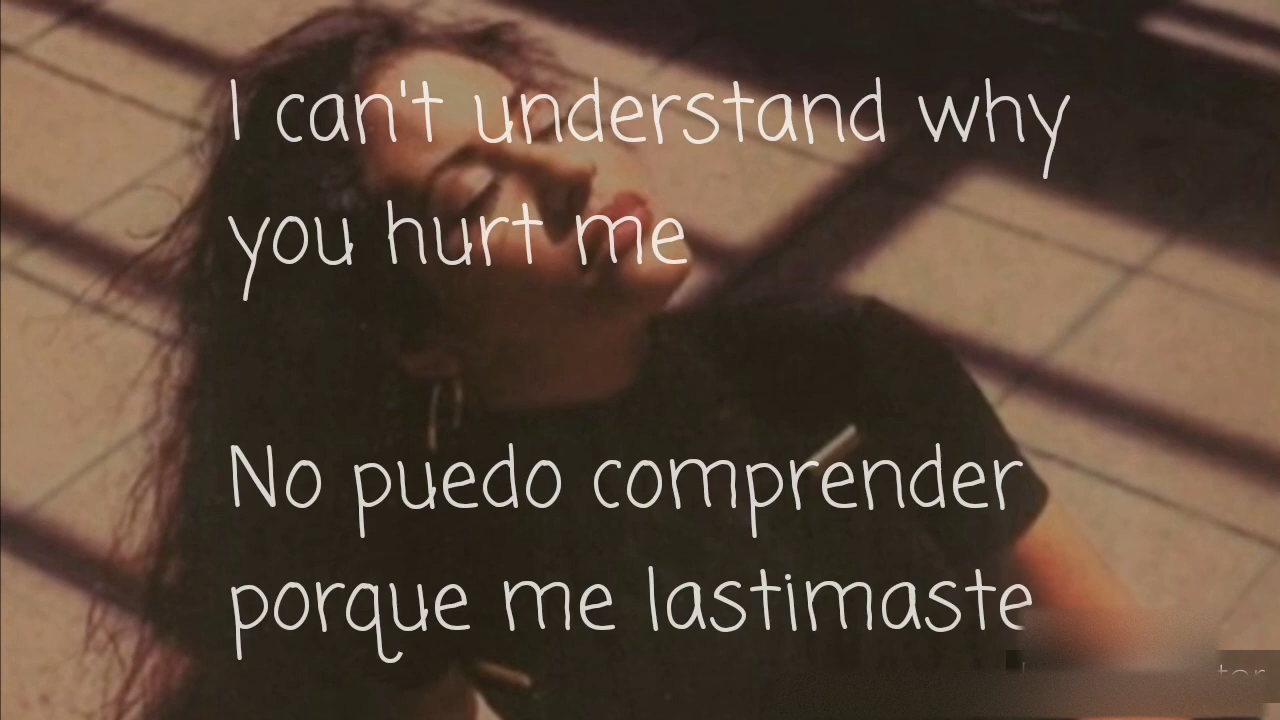 I can't understand why
you hurt me
No puedo comprender
porque me lastimaste